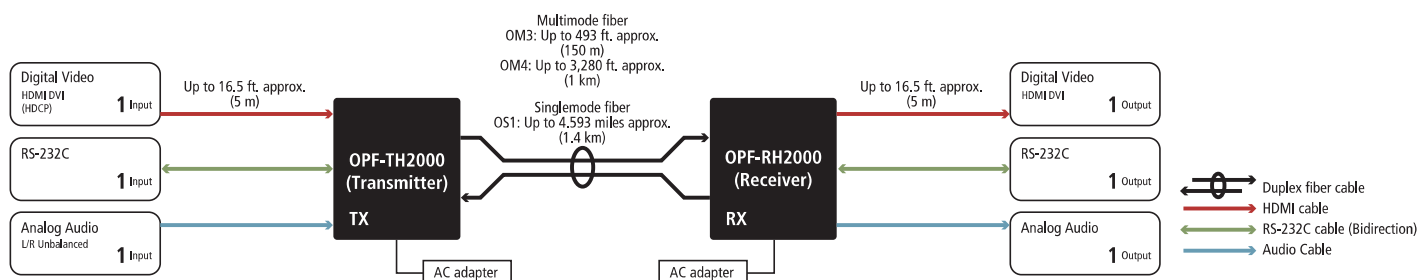 Digital Video
HDMI DVI
(HDCP)
1 Input
RS-232C
1 Input
Analog Audio
L/R Unbalanced
1 Input
Up to 16.5 ft. approx.
(5 m)
OPF-TH2000
(Transmitter)
TX
AC adapter
Multimode fiber
OM3: Up to 493 ft. approx.
(150 m)
OM4: Up to 3,280 ft. approx.
(1 km)
Singlemode fiber
OS1: Up to 4.593 miles approx.
(1.4 km)
OPF-RH2000
(Receiver)
RX
AC adapter
Up to 16.5 ft. approx.
(5 m)
Digital Video
HDMI DVI
1 Output
RS-232C
1 Output
Analog Audio
1 Output
Duplex fiber cable
HDMI cable
RS-232C cable (Bidirection)
Audio Cable